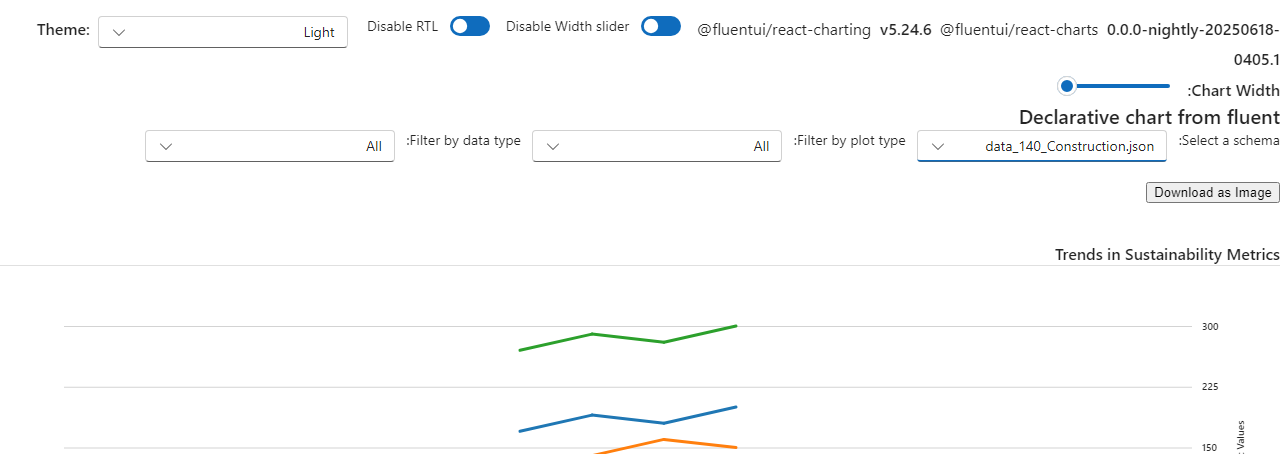 Theme: Light Disable RTL Disable Width slider @fluentui/react-charting v5.24.6 @fluentui/react-charts 0.0.0-nightly-20250618-
0405.1
:Chart Width
Declarative chart from fluent
:Select a schema data_140_Construction.json :Filter by plot type All :Filter by data type All
Download as Image
Trends in Sustainability Metrics
300
225
150
: Values